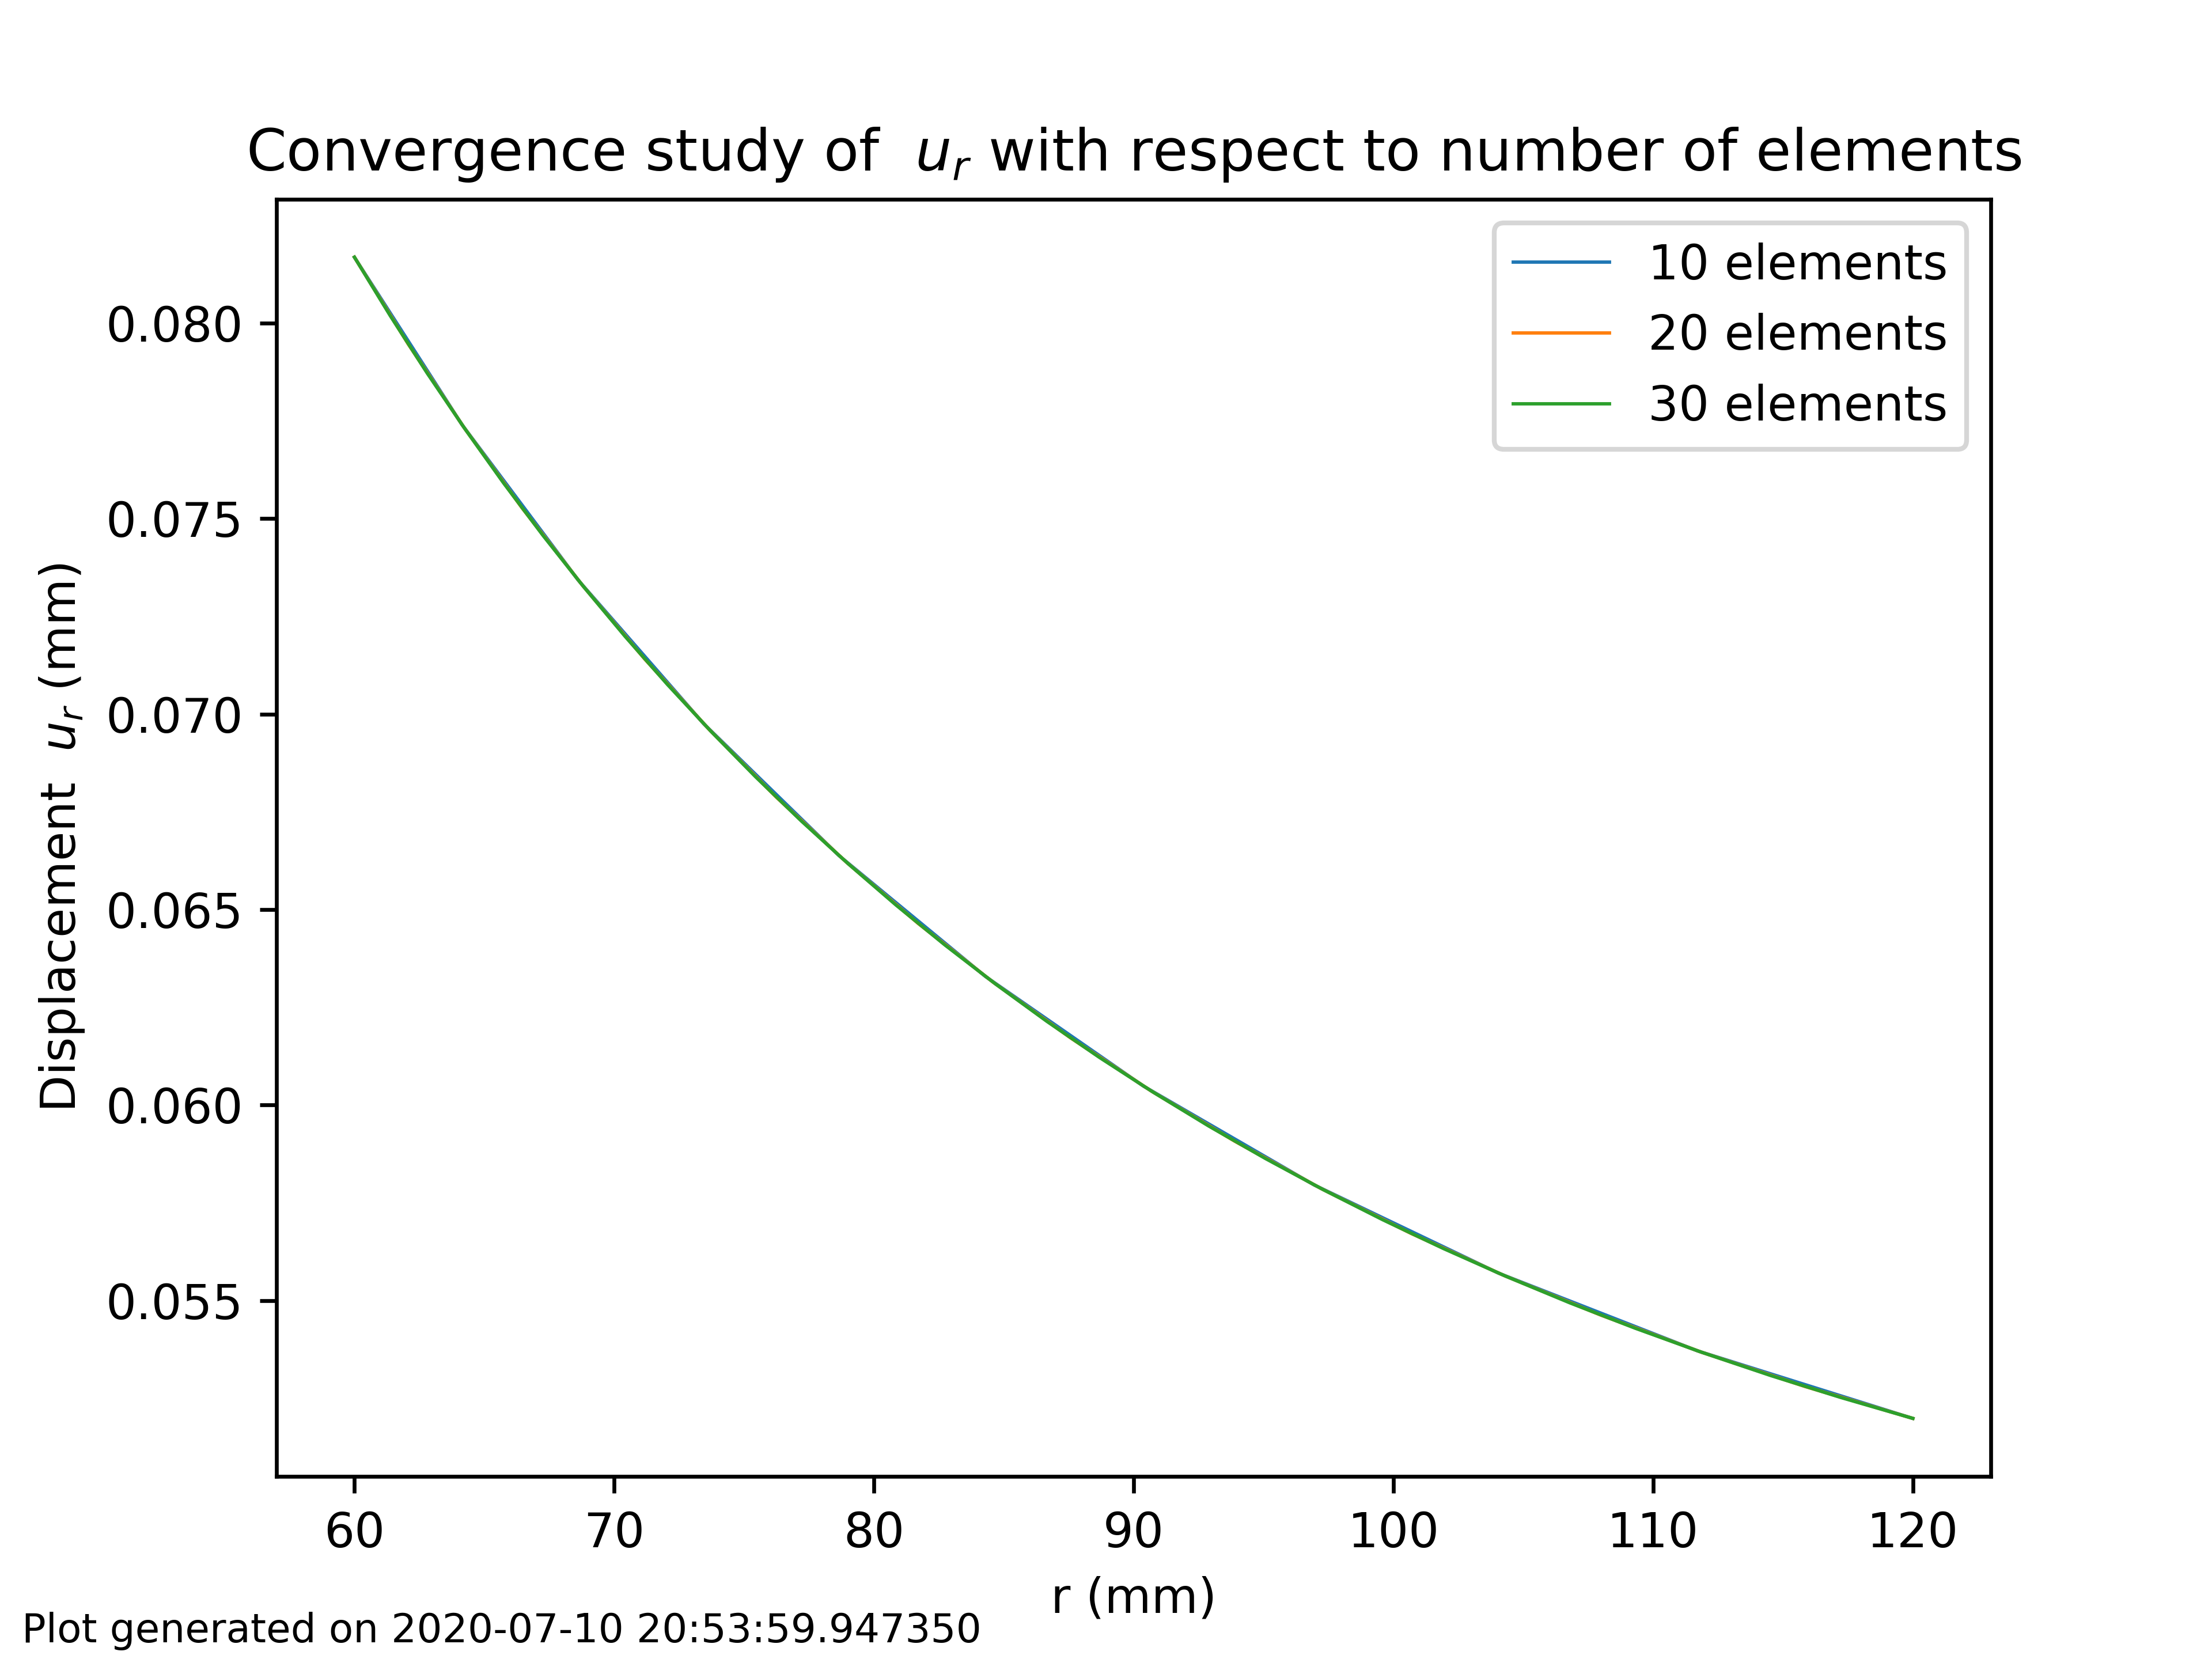 Convergence study of u_r with respect to number of elements
10 elements
20 elements
30 elements
Displacement u_r (mm)
0.080
0.075
0.070
0.065
0.060
0.055
60 70 80 90 100 110 120
r (mm)
Plot generated on 2020-07-10 20:53:59.947350